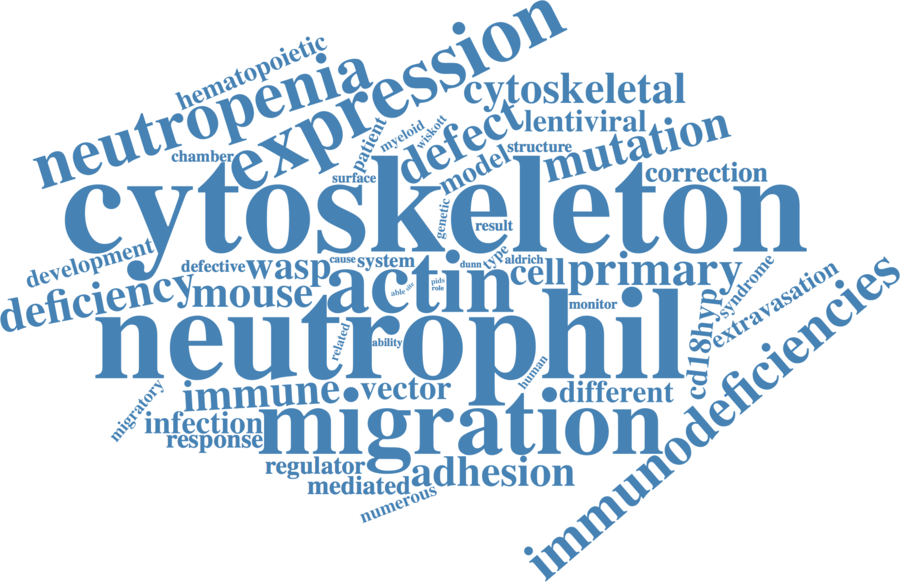 hematopoietic
neutropenia
expression
cytoskeletal
chamber
patient
myeloid
wiskott
defect
lentiviral
surface
model
structure
mutation
correction
cytoskeleton
genetic
result
development
defective
wasp
cause
system
dunn
type
aldrich
cell
primary
syndrome
deficiency
mouse
actin
able
site
pids
role
monitor
cd18hyp
extravasation
neutrophil
related
ability
human
immunodeficiencies
migratory
immune
vector
different
infection
response
migration
regulator
mediated
adhesion
numerous